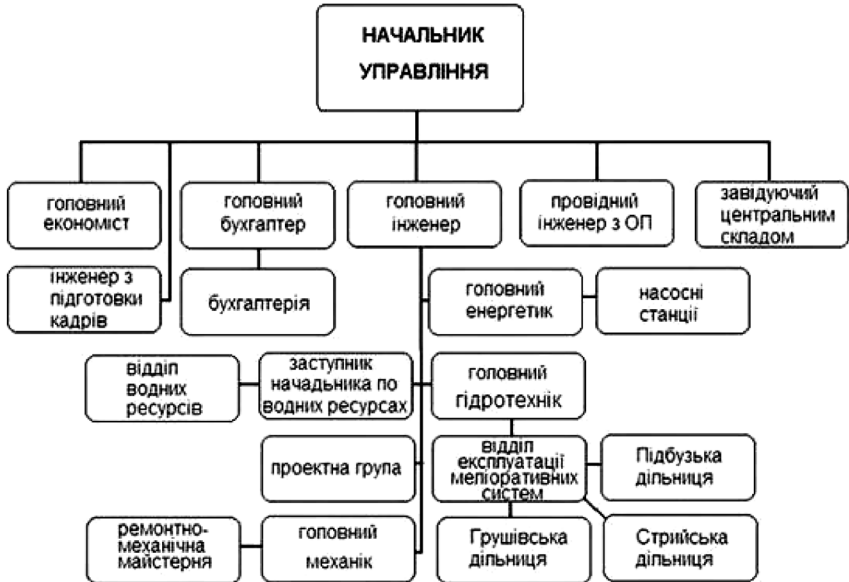 НАЧАЛЬНИК
УПРАВЛІННЯ
головний
економіст
головний
бухгалтер
головний
інженер
провідний
інженер з ОП
завідуючий
центральним
складом
інженер з
підготовки
кадрів
бухгалтерія
головний
енергетик
насосні
станції
відділ
водних
ресурсів
заступник
начадьника по
водних ресурсах
головний
гідротехнік
проектна група
відділ
експлуатації
меліоративних
систем
Підбузька
дільниця
ремонтно-
механічна
майстерня
головний
механік
Грушівська
дільниця
Стрийська
дільниця